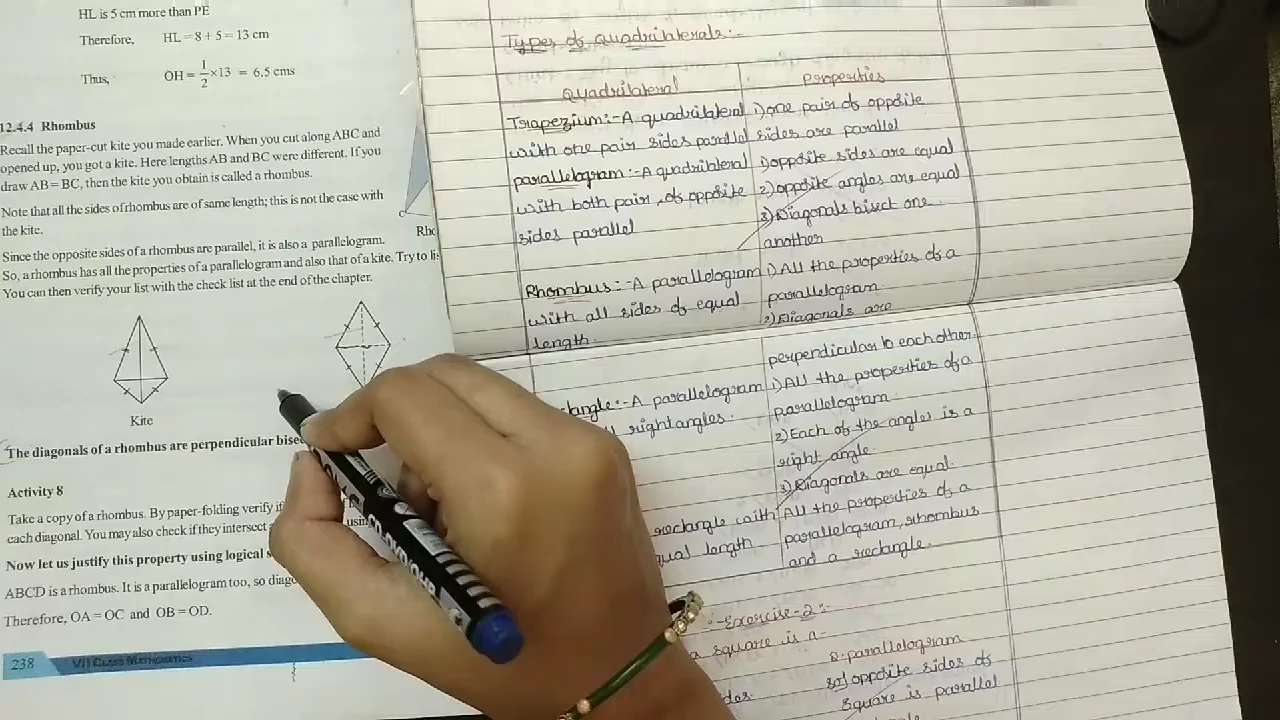 HL is 5 cm more than PE
Therefore, HL = 8 + 5 = 13 cm
Thus, OH = 1/2 × 13 = 6.5 cms
12.4.4 Rhombus
Recall the paper-cut kite you made earlier. When you cut along ABC and
opened up, you got a kite. Here lengths AB and BC were different. If you
draw AB = BC, then the kite you obtain is called a rhombus.
Note that all the sides of rhombus are of same length; this is not the case with
the kite.
Since the opposite sides of a rhombus are parallel, it is also a parallelogram.
So, a rhombus has all the properties of a parallelogram and also that of a kite. Try to
You can then verify your list with the check list at the end of the chapter.
C
Kite
The diagonals of a rhombus are perpendicular
Activity 8
Take a copy of a rhombus. By paper-folding verify
each diagonal. You may also check if they intersect
Now let us justify this property using logical
ABCD is a rhombus. It is a parallelogram too, so
Therefore, OA = OC and OB = OD.
238 VII Class Mathematics
Types of Quadrilaterals:-
Quadrilateral
Properties
Trapezium:- A quadrilateral
with one pair sides parallel
parallelogram:- A quadribteral
with both pair of opposite
sides parallel
Rhombus:- A parallelogram
with all sides of equal
length.
:- A parallelogram
rightangles.
rectangle with
length
1) one pair of opposite
sides are parallel
1) opposite sides are equal
2) opposite angles are equal
3) Diagonals bisect one
another
1) All the properties of a
parallelogram
2) Diagonals are
perpendicular to each other.
1) All the properties of a
parallelogram.
2) Each of the angles is a
right angle.
3) Diagonals are equal.
All the properties of a
parallelogram, rhombus
and a rectangle.
:-Exercise-2:-
a square is a-
parallelogram
opposite sides of
Square is parallel